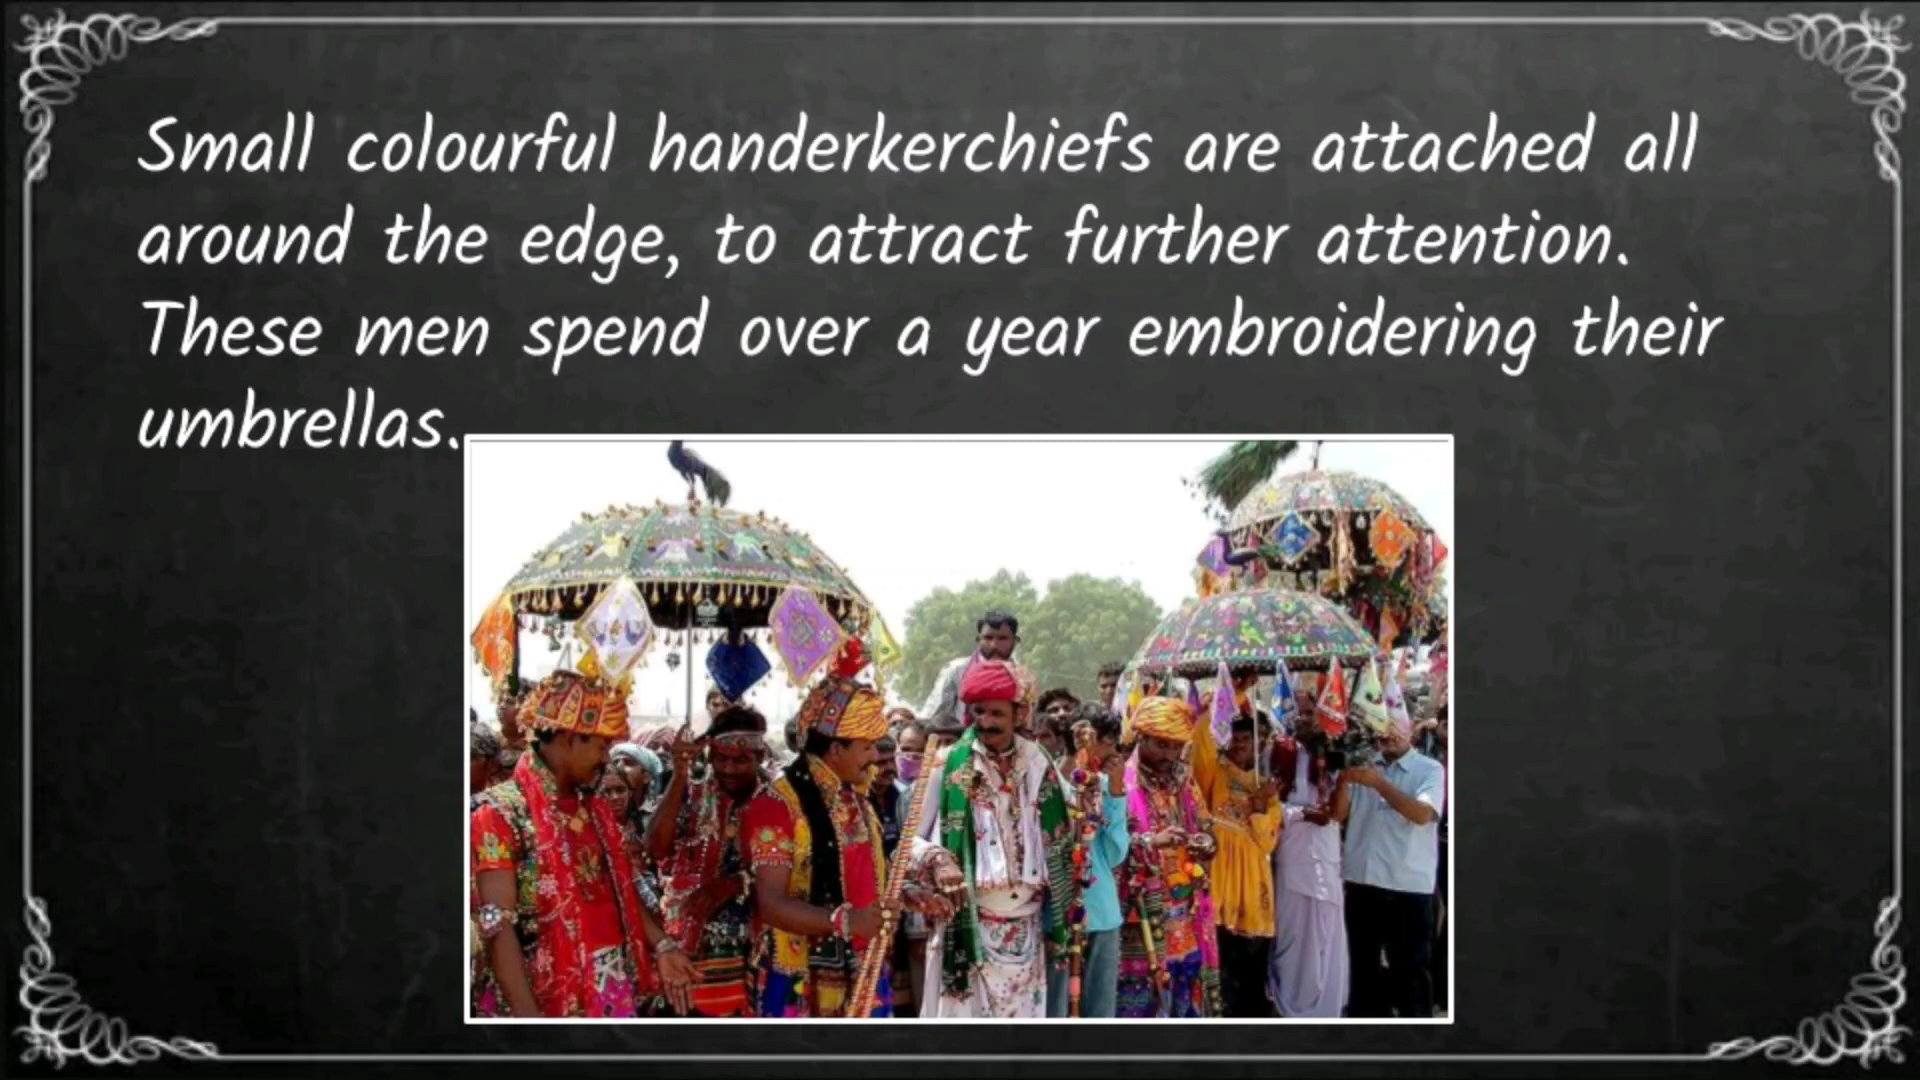 Small colourful handerkerchiefs are attached all
around the edge, to attract further attention.
These men spend over a year embroidering their
umbrellas.